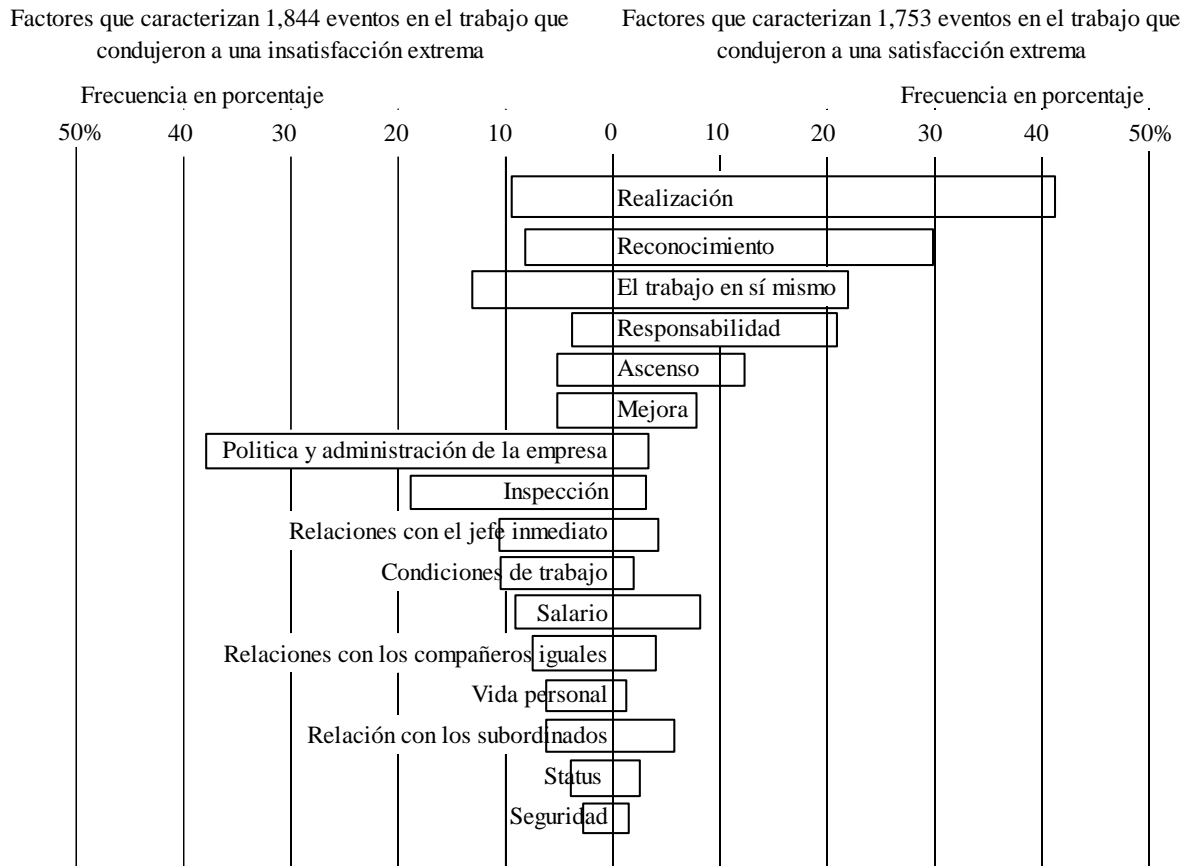 Factores que caracterizan 1,844 eventos en el trabajo que
condujeron a una insatisfacción extrema
Factores que caracterizan 1,753 eventos en el trabajo que
condujeron a una satisfacción extrema
Frecuencia en porcentaje
Frecuencia en porcentaje
50% 40 30 20 10 0 10 20 30 40 50%
Realización
Reconocimiento
El trabajo en sí mismo
Responsabilidad
Ascenso
Mejora
Politica y administración de la empresa
Inspección
Relaciones con el jefe inmediato
Condiciones de trabajo
Salario
Relaciones con los compañeros iguales
Vida personal
Relación con los subordinados
Status
Seguridad